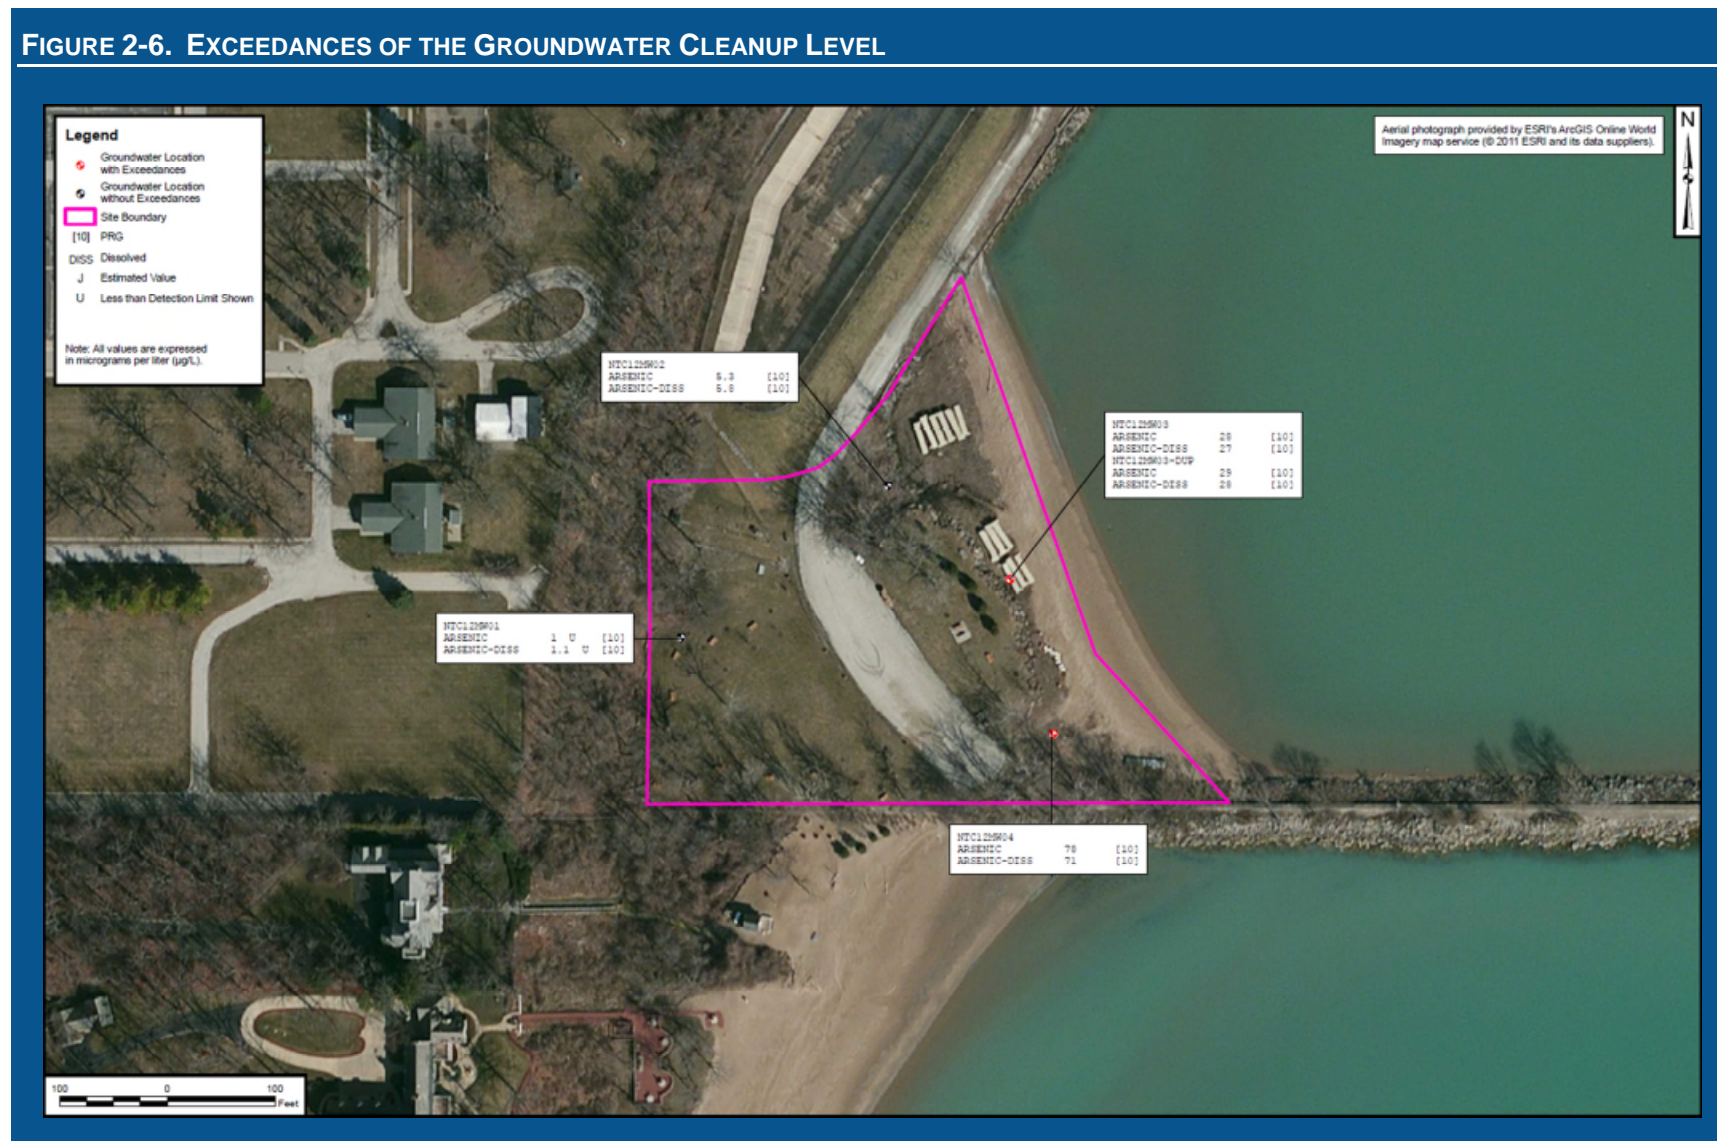 FIGURE 2-6. EXCEEDANCES OF THE GROUNDWATER CLEANUP LEVEL
Legend
Groundwater Location
with Exceedances
Groundwater Location
without Exceedances
Site Boundary
[10] PRG
DISS Dissolved
J Estimated Value
U Less than Detection Limit Shown
Note: All values are expressed
in micrograms per liter (µg/L).
Aerial photograph provided by ESRI's ArcGIS Online World
Imagery map service (© 2011 ESRI and its data suppliers).
N
NTC12MW02
ARSENIC 5.3 [10]
ARSENIC-DISS 5.8 [10]
NTC12MW03
ARSENIC 28 [10]
ARSENIC-DISS 27 [10]
NTC12MW03-DUP
ARSENIC 29 [10]
ARSENIC-DISS 28 [10]
NTC12MW01
ARSENIC 1 U [10]
ARSENIC-DISS 1.1 U [10]
NTC12MW04
ARSENIC 78 [10]
ARSENIC-DISS 71 [10]
100 0 100
Feet